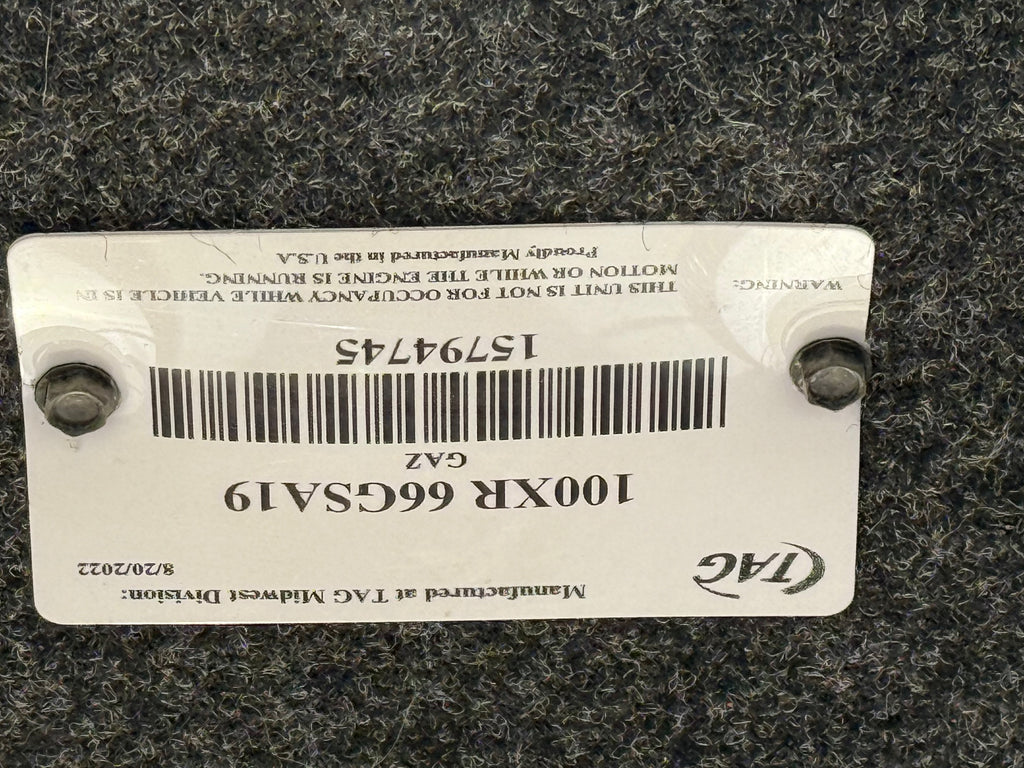 TAG
Manufactured at TAG Midwest Division:
8/20/2022
100XR 66GSA19
GAZ
15794745
WARNING: THIS UNIT IS NOT FOR OCCUPANCY WHILE VEHICLE IS IN
MOTION OR WHILE THE ENGINE IS RUNNING.
Proudly Manufactured in the U.S.A